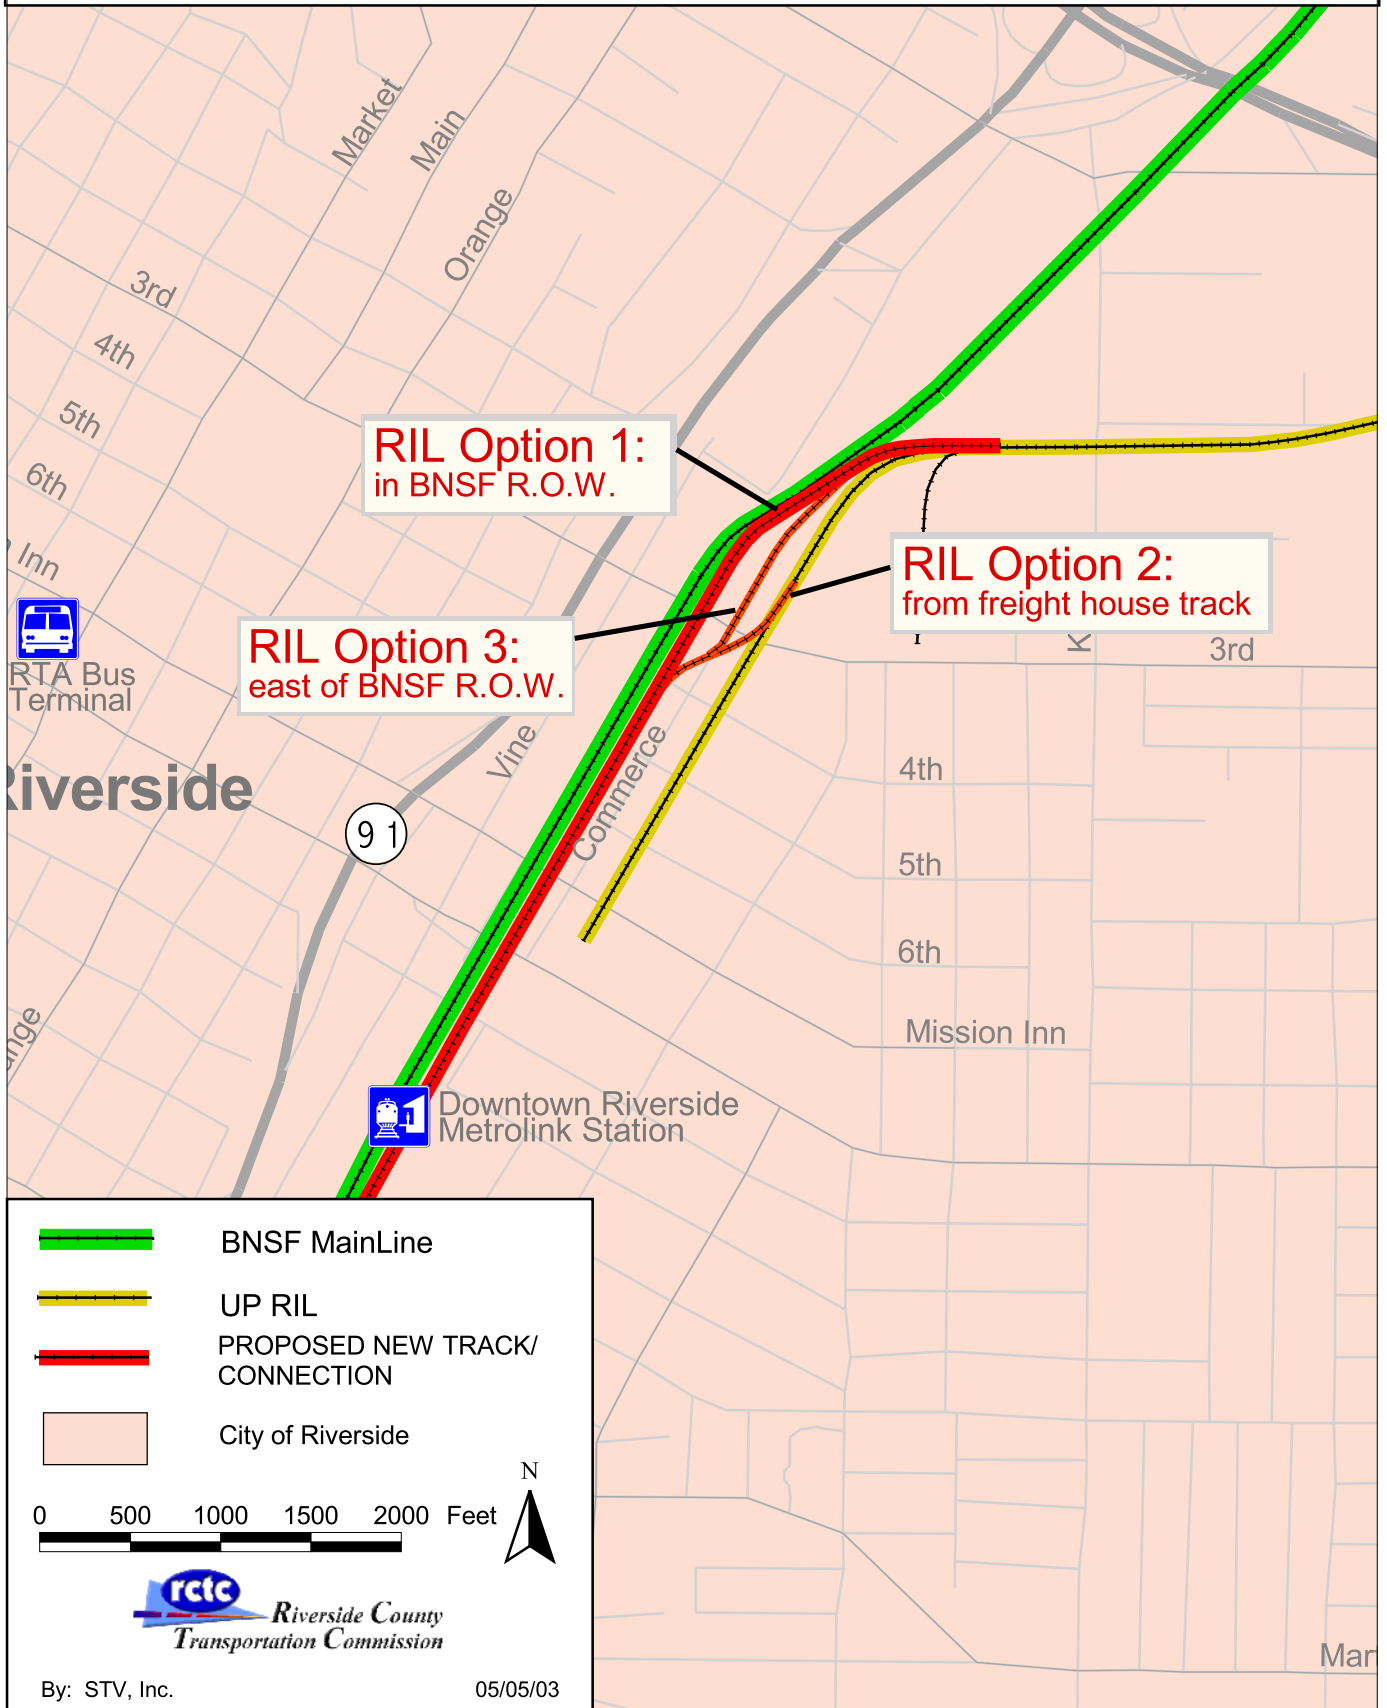 Market
Main
Orange
3rd
4th
5th
6th
Inn
RIL Option 1:
in BNSF R.O.W.
RIL Option 2:
from freight house track
RIL Option 3:
east of BNSF R.O.W.
RTA Bus
Terminal
Riverside
Vine
Commerce
91
K
3rd
4th
5th
6th
Mission Inn
ange
Downtown Riverside
Metrolink Station
BNSF MainLine
UP RIL
PROPOSED NEW TRACK/
CONNECTION
City of Riverside
N
0 500 1000 1500 2000 Feet
rctc
Riverside County
Transportation Commission
By: STV, Inc. 05/05/03
Mar